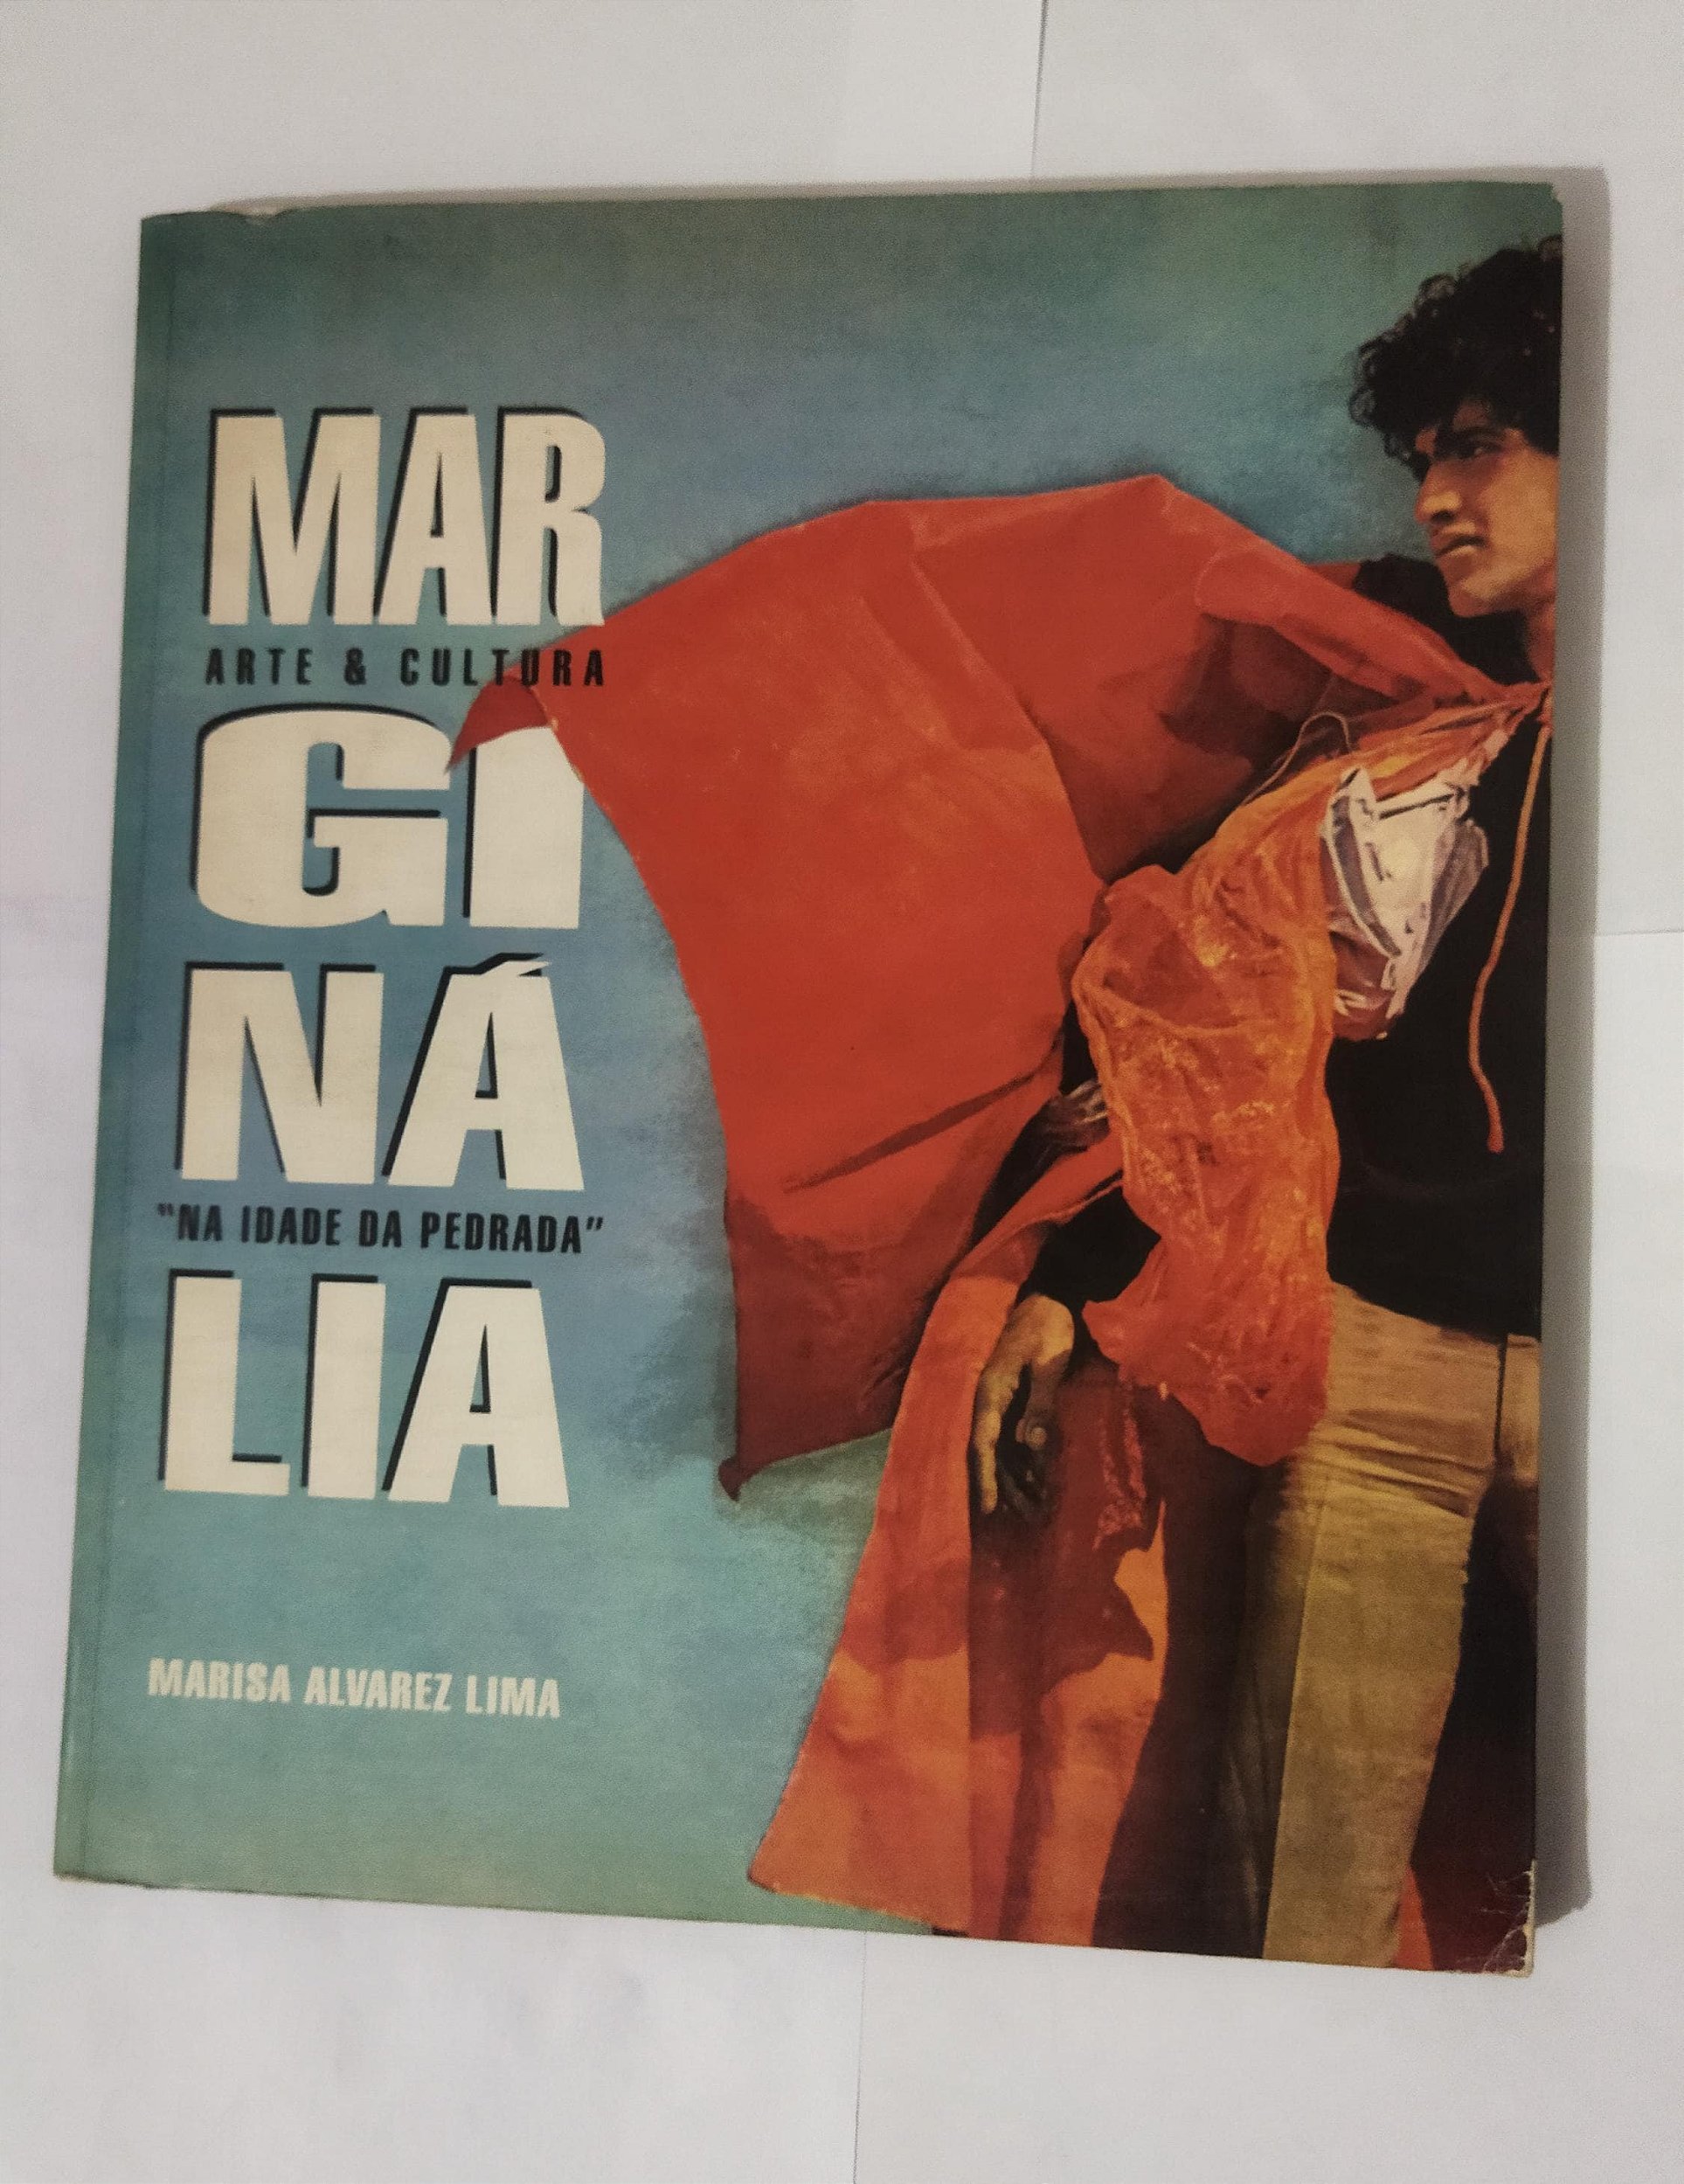 MAR
ARTE & CULTURA
GI
NÁ
"NA IDADE DA PEDRADA"
LIA
MARISA ALVAREZ LIMA